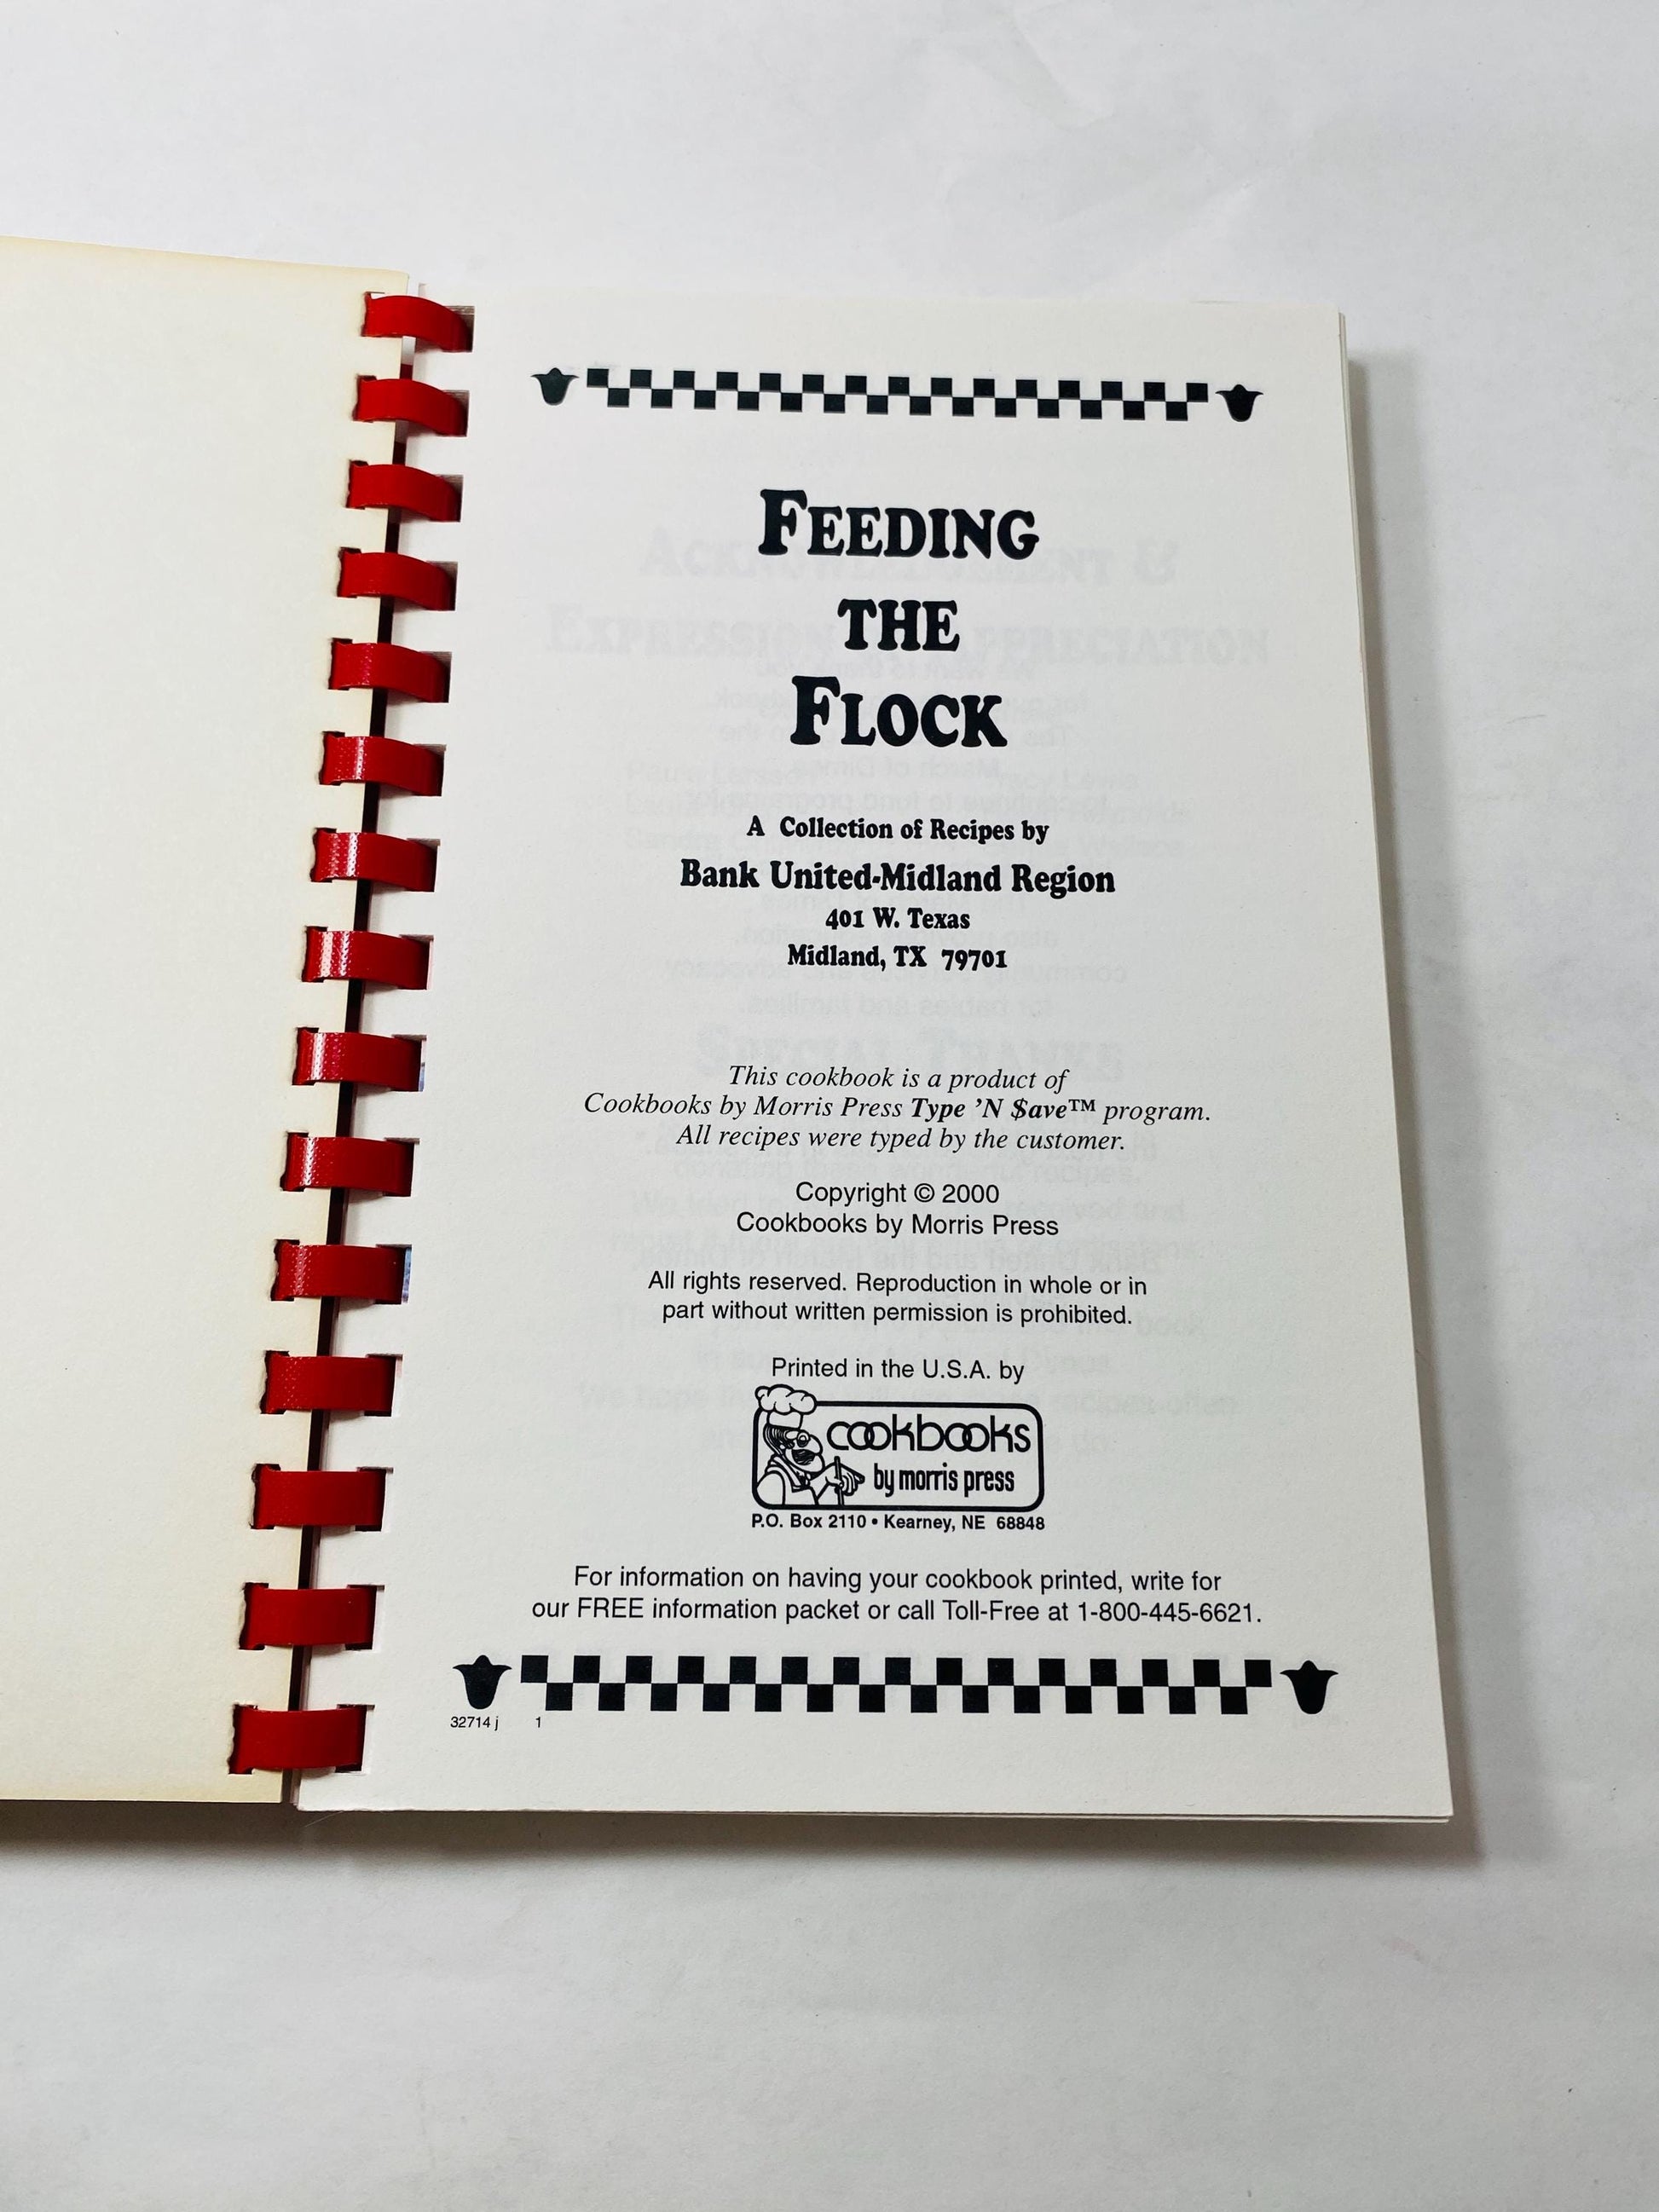 FEEDING
THE
FLOCK
A Collection of Recipes by
Bank United-Midland Region
401 W. Texas
Midland, TX 79701
This cookbook is a product of
Cookbooks by Morris Press Type 'N $ave™ program.
All recipes were typed by the customer.
Copyright © 2000
Cookbooks by Morris Press
All rights reserved. Reproduction in whole or in
part without written permission is prohibited.
Printed in the U.S.A. by
cookbooks
by morris press
P.O. Box 2110 • Kearney, NE 68848
For information on having your cookbook printed, write for
our FREE information packet or call Toll-Free at 1-800-445-6621.
32714 j 1